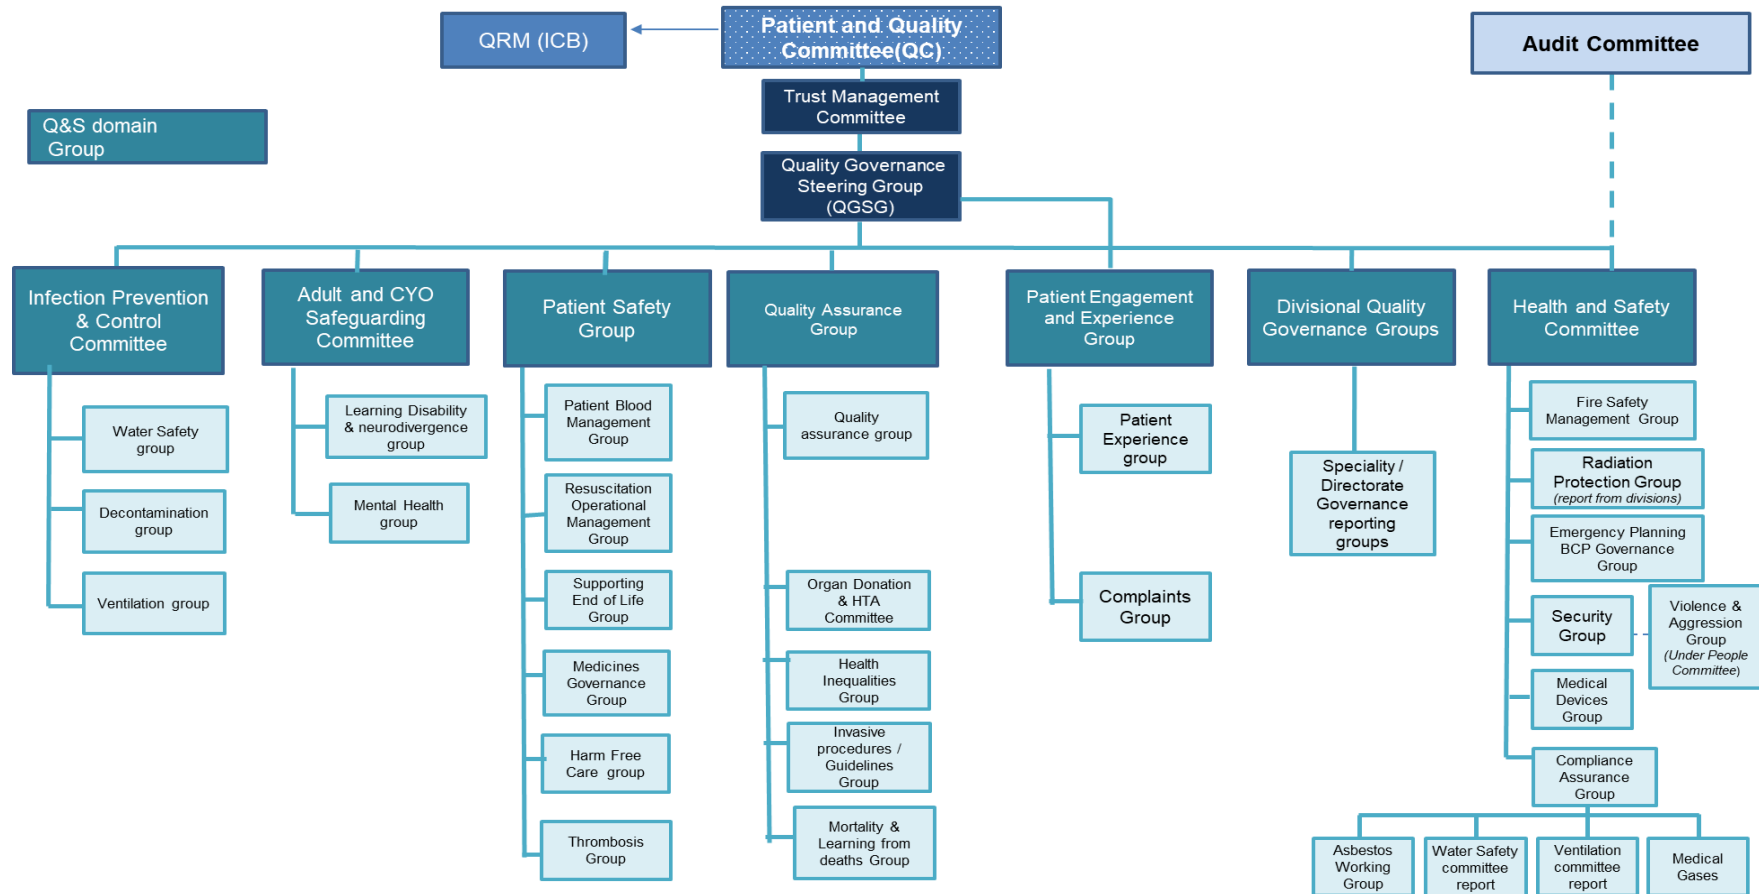 QRM (ICB)
Patient and Quality
Committee(QC)
Audit Committee
Trust Management
Committee
Q&S domain
Group
Quality Governance
Steering Group
(QGSG)
Infection Prevention
& Control
Committee
Adult and CYO
Safeguarding
Committee
Patient Safety
Group
Quality Assurance
Group
Patient Engagement
and Experience
Group
Divisional Quality
Governance Groups
Health and Safety
Committee
Water Safety
group
Decontamination
group
Ventilation group
Learning Disability
& neurodivergence
group
Mental Health
group
Patient Blood
Management
Group
Resuscitation
Operational
Management
Group
Supporting
End of Life
Group
Medicines
Governance
Group
Harm Free
Care group
Thrombosis
Group
Quality
assurance group
Organ Donation
& HTA
Committee
Health
Inequalities
Group
Invasive
procedures /
Guidelines
Group
Mortality &
Learning from
deaths Group
Patient
Experience
group
Complaints
Group
Speciality /
Directorate
Governance
reporting
groups
Fire Safety
Management Group
Radiation
Protection Group
(report from divisions)
Emergency Planning
BCP Governance
Group
Security
Group
Violence &
Aggression
Group
(Under People
Committee)
Medical
Devices
Group
Compliance
Assurance
Group
Asbestos
Working
Group
Water Safety
committee
report
Ventilation
committee
report
Medical
Gases